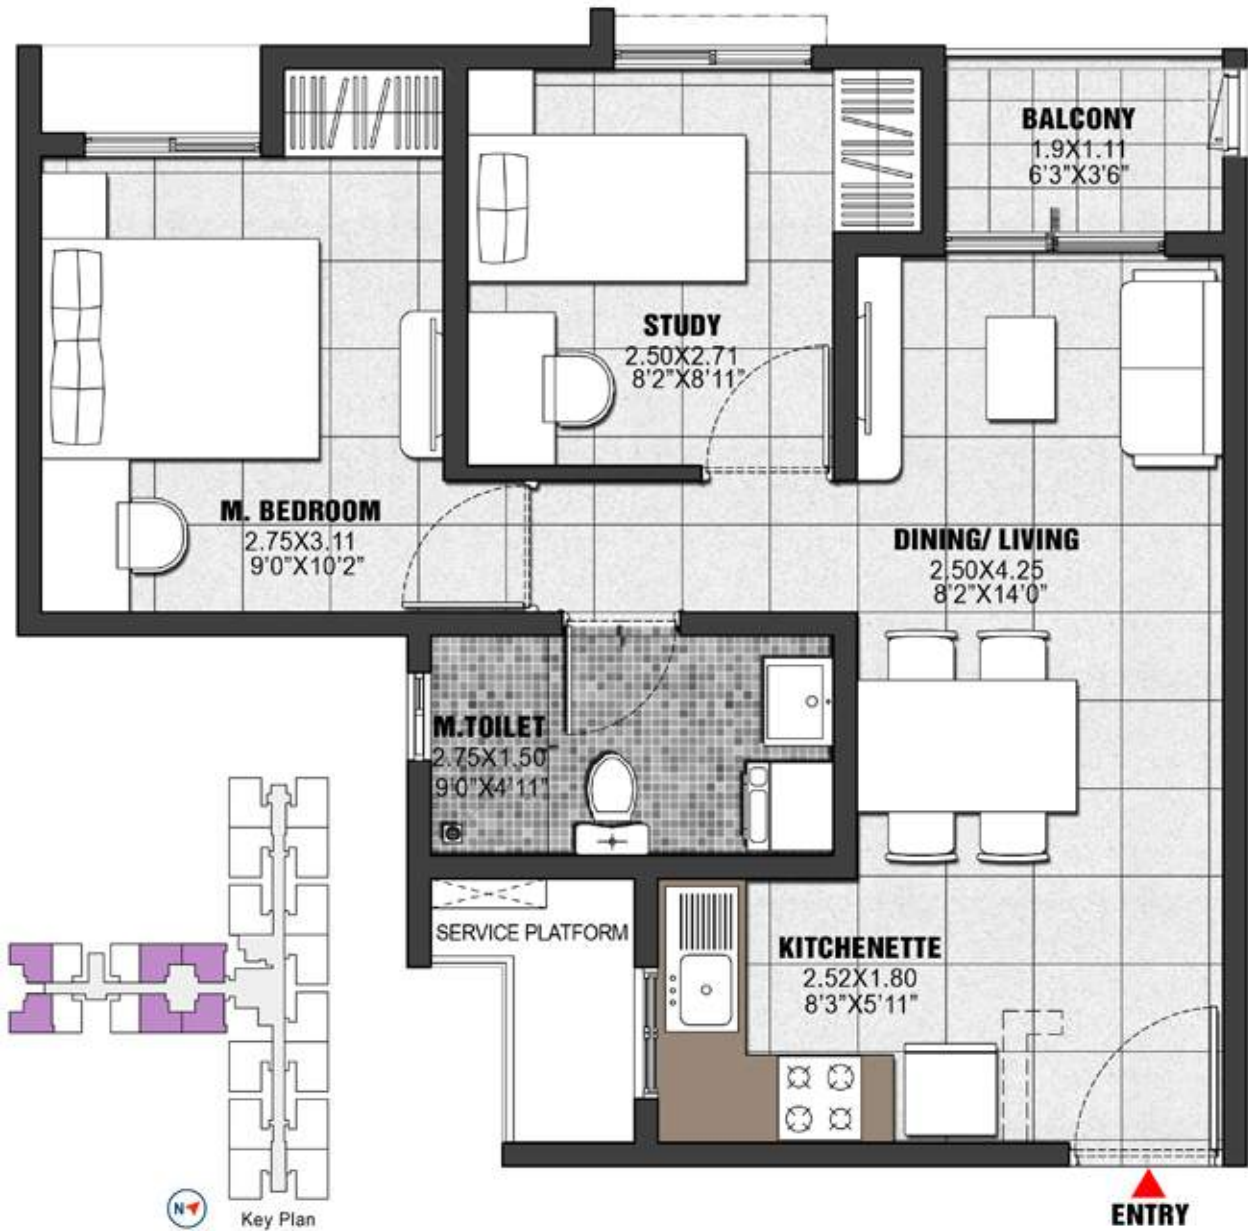 BALCONY
1.9X1.11
6'3"X3'6"
STUDY
2.50X2.71
8'2"X8'11"
M. BEDROOM
2.75X3.11
9'0"X10'2"
DINING/ LIVING
2.50X4.25
8'2"X14'0"
M.TOILET
2.75X1.50
9'0"X4'11"
SERVICE PLATFORM
KITCHENETTE
2.52X1.80
8'3"X5'11"
N
Key Plan
ENTRY